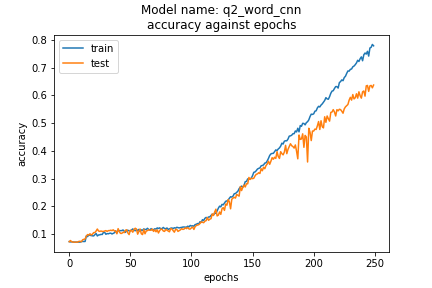 Model name: q2_word_cnn
accuracy against epochs
0.8
0.7
0.6
0.5
0.4
0.3
0.2
0.1
accuracy
train
test
0 50 100 150 200 250
epochs